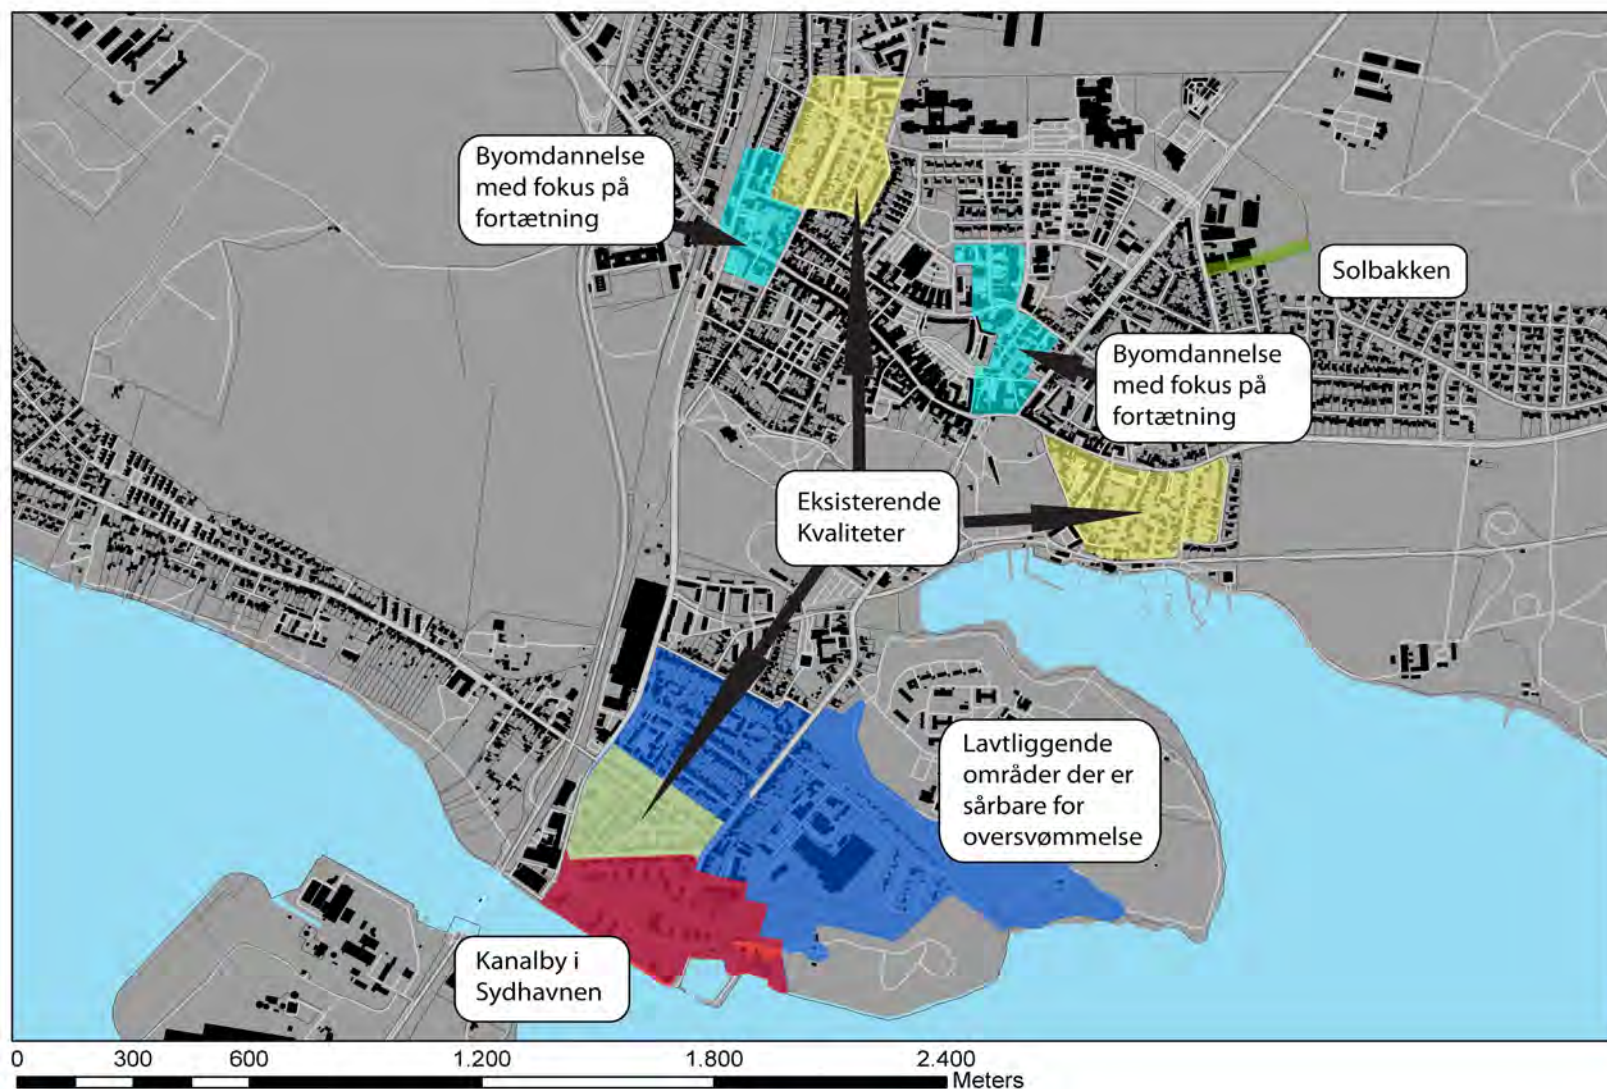 Byomdannelse
med fokus på
fortætning
Solbakken
Byomdannelse
med fokus på
fortætning
Eksisterende
Kvaliteter
Lavtliggende
områder der er
sårbare for
oversvømmelse
Kanalby i
Sydhavnen
0 300 600 1.200 1.800 2.400
Meters